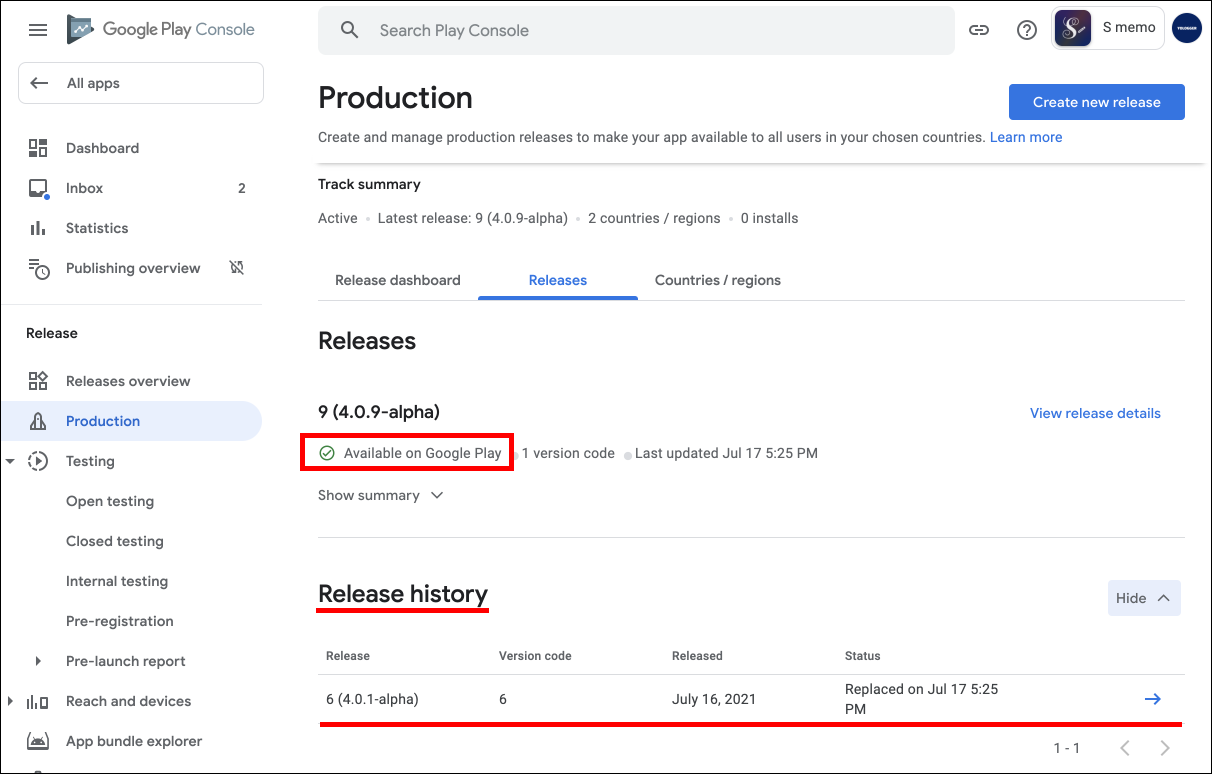 Google Play Console
Search Play Console
S memo
All apps
Production
Create new release
Create and manage production releases to make your app available to all users in your chosen countries. Learn more
Dashboard
Inbox 2
Statistics
Publishing overview
Release
Releases overview
Production
Testing
Open testing
Closed testing
Internal testing
Pre-registration
Pre-launch report
Reach and devices
App bundle explorer
Track summary
Active • Latest release: 9 (4.0.9-alpha) • 2 countries / regions • 0 installs
Release dashboard Releases Countries / regions
Releases
9 (4.0.9-alpha)
View release details
Available on Google Play • 1 version code • Last updated Jul 17 5:25 PM
Show summary
Release history
Hide
Release Version code Released Status
6 (4.0.1-alpha) 6 July 16, 2021 Replaced on Jul 17 5:25
PM
1 - 1